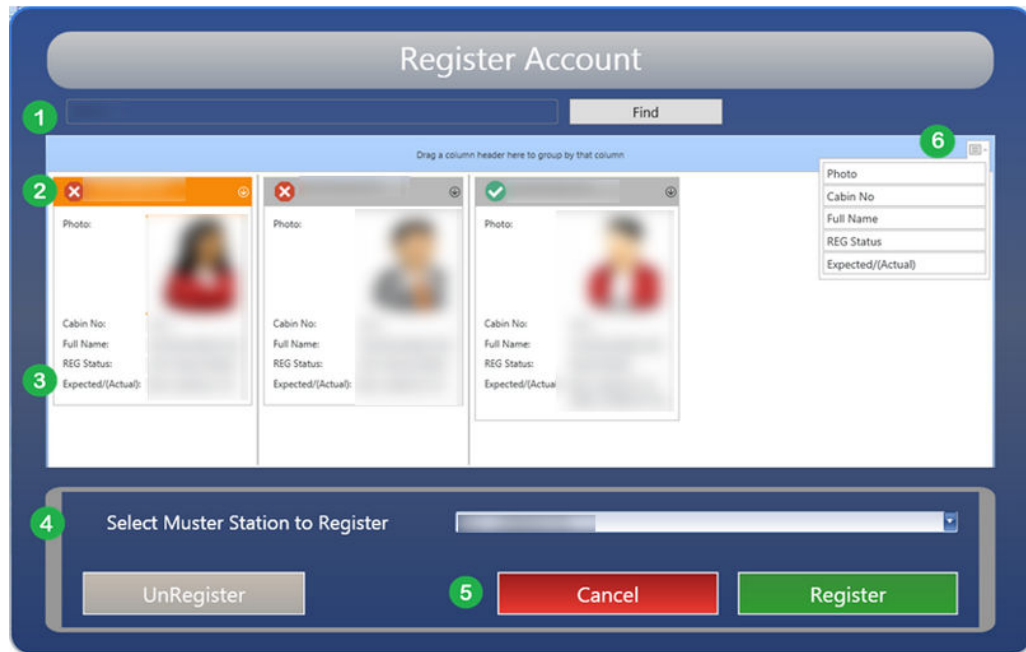 Register Account
1
Find
6
Drag a column header here to group by that column
Photo
Cabin No
Full Name
REG Status
Expected/(Actual)
2
Photo:
Photo:
Photo:
Cabin No:
Cabin No:
Cabin No:
Full Name:
Full Name:
Full Name:
REG Status:
REG Status:
REG Status:
3
Expected/(Actual):
Expected/(Actual):
Expected/(Actua
4
Select Muster Station to Register
UnRegister
5
Cancel
Register